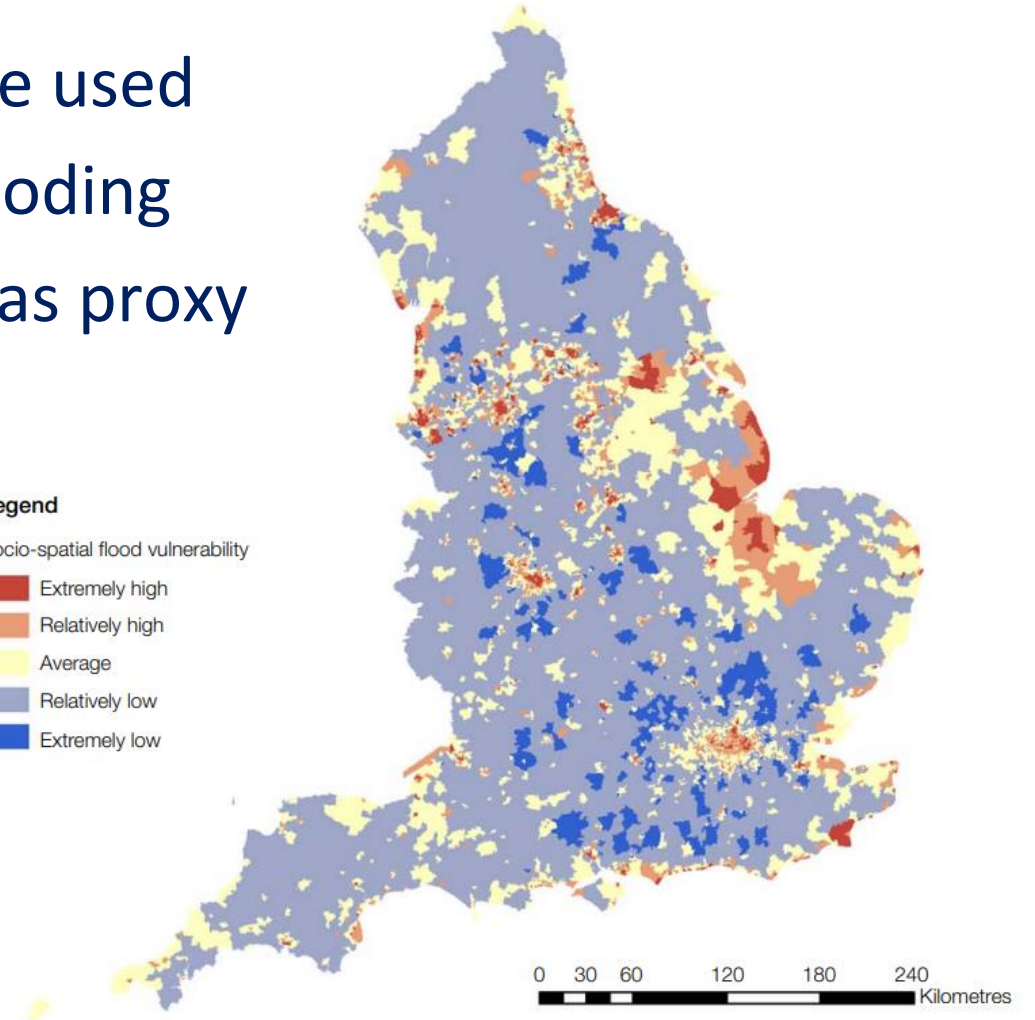 e used
oding
as proxy
egend
ocio-spatial flood vulnerability
Extremely high
Relatively high
Average
Relatively low
Extremely low
0 30 60 120 180 240
Kilometres